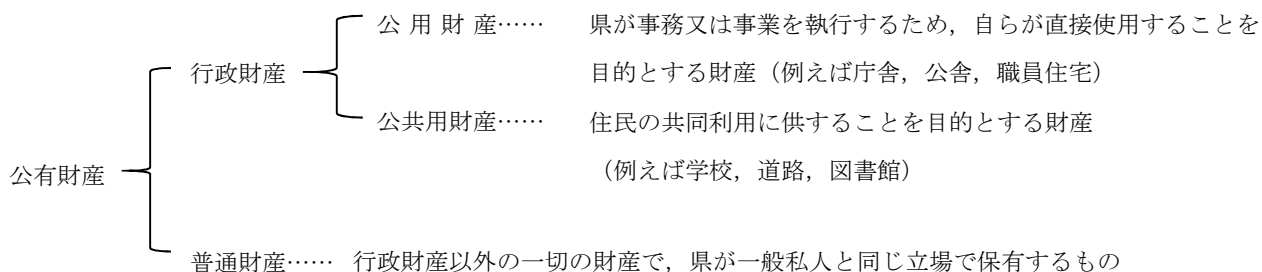 公 用 財 産…… 県が事務又は事業を執行するため，自らが直接使用することを
行政財産 目的とする財産（例えば庁舎，公舎，職員住宅）
公共用財産…… 住民の共同利用に供することを目的とする財産
公有財産 （例えば学校，道路，図書館）
普通財産…… 行政財産以外の一切の財産で，県が一般私人と同じ立場で保有するもの